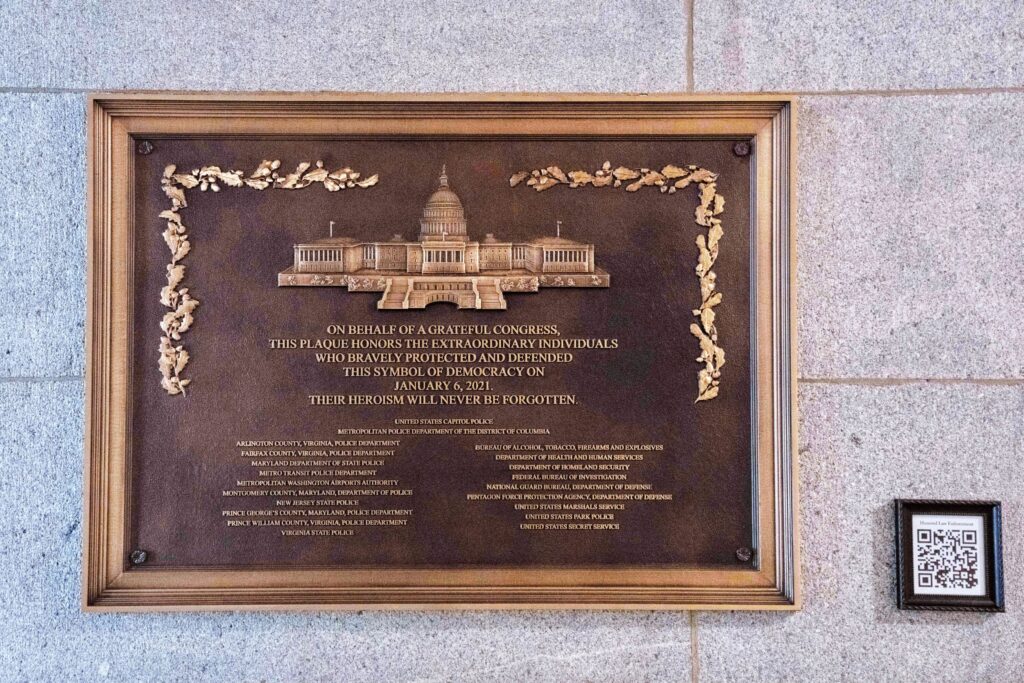 ON BEHALF OF A GRATEFUL CONGRESS,
THIS PLAQUE HONORS THE EXTRAORDINARY INDIVIDUALS
WHO BRAVELY PROTECTED AND DEFENDED
THIS SYMBOL OF DEMOCRACY ON
JANUARY 6, 2021.
THEIR HEROISM WILL NEVER BE FORGOTTEN.
UNITED STATES CAPITOL POLICE
METROPOLITAN POLICE DEPARTMENT OF THE DISTRICT OF COLUMBIA
ARLINGTON COUNTY, VIRGINIA, POLICE DEPARTMENT
FAIRFAX COUNTY, VIRGINIA, POLICE DEPARTMENT
MARYLAND DEPARTMENT OF STATE POLICE
METRO TRANSIT POLICE DEPARTMENT
METROPOLITAN WASHINGTON AIRPORTS AUTHORITY
MONTGOMERY COUNTY, MARYLAND, DEPARTMENT OF POLICE
NEW JERSEY STATE POLICE
PRINCE GEORGE'S COUNTY, MARYLAND, POLICE DEPARTMENT
PRINCE WILLIAM COUNTY, VIRGINIA, POLICE DEPARTMENT
VIRGINIA STATE POLICE
BUREAU OF ALCOHOL, TOBACCO, FIREARMS AND EXPLOSIVES
DEPARTMENT OF HEALTH AND HUMAN SERVICES
DEPARTMENT OF HOMELAND SECURITY
FEDERAL BUREAU OF INVESTIGATION
NATIONAL GUARD BUREAU, DEPARTMENT OF DEFENSE
PENTAGON FORCE PROTECTION AGENCY, DEPARTMENT OF DEFENSE
UNITED STATES MARSHALS SERVICE
UNITED STATES PARK POLICE
UNITED STATES SECRET SERVICE
Honored Law Enforcement